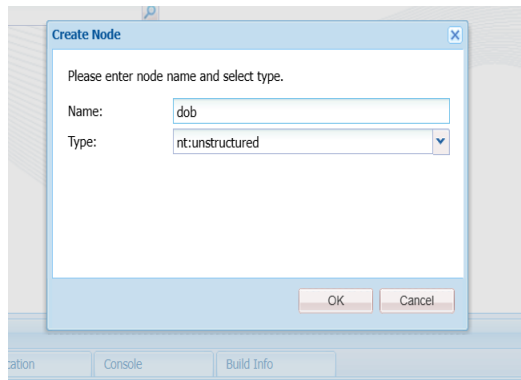 Create Node
Please enter node name and select type.
Name: dob
Type: nt:unstructured
OK Cancel
Console Build Info